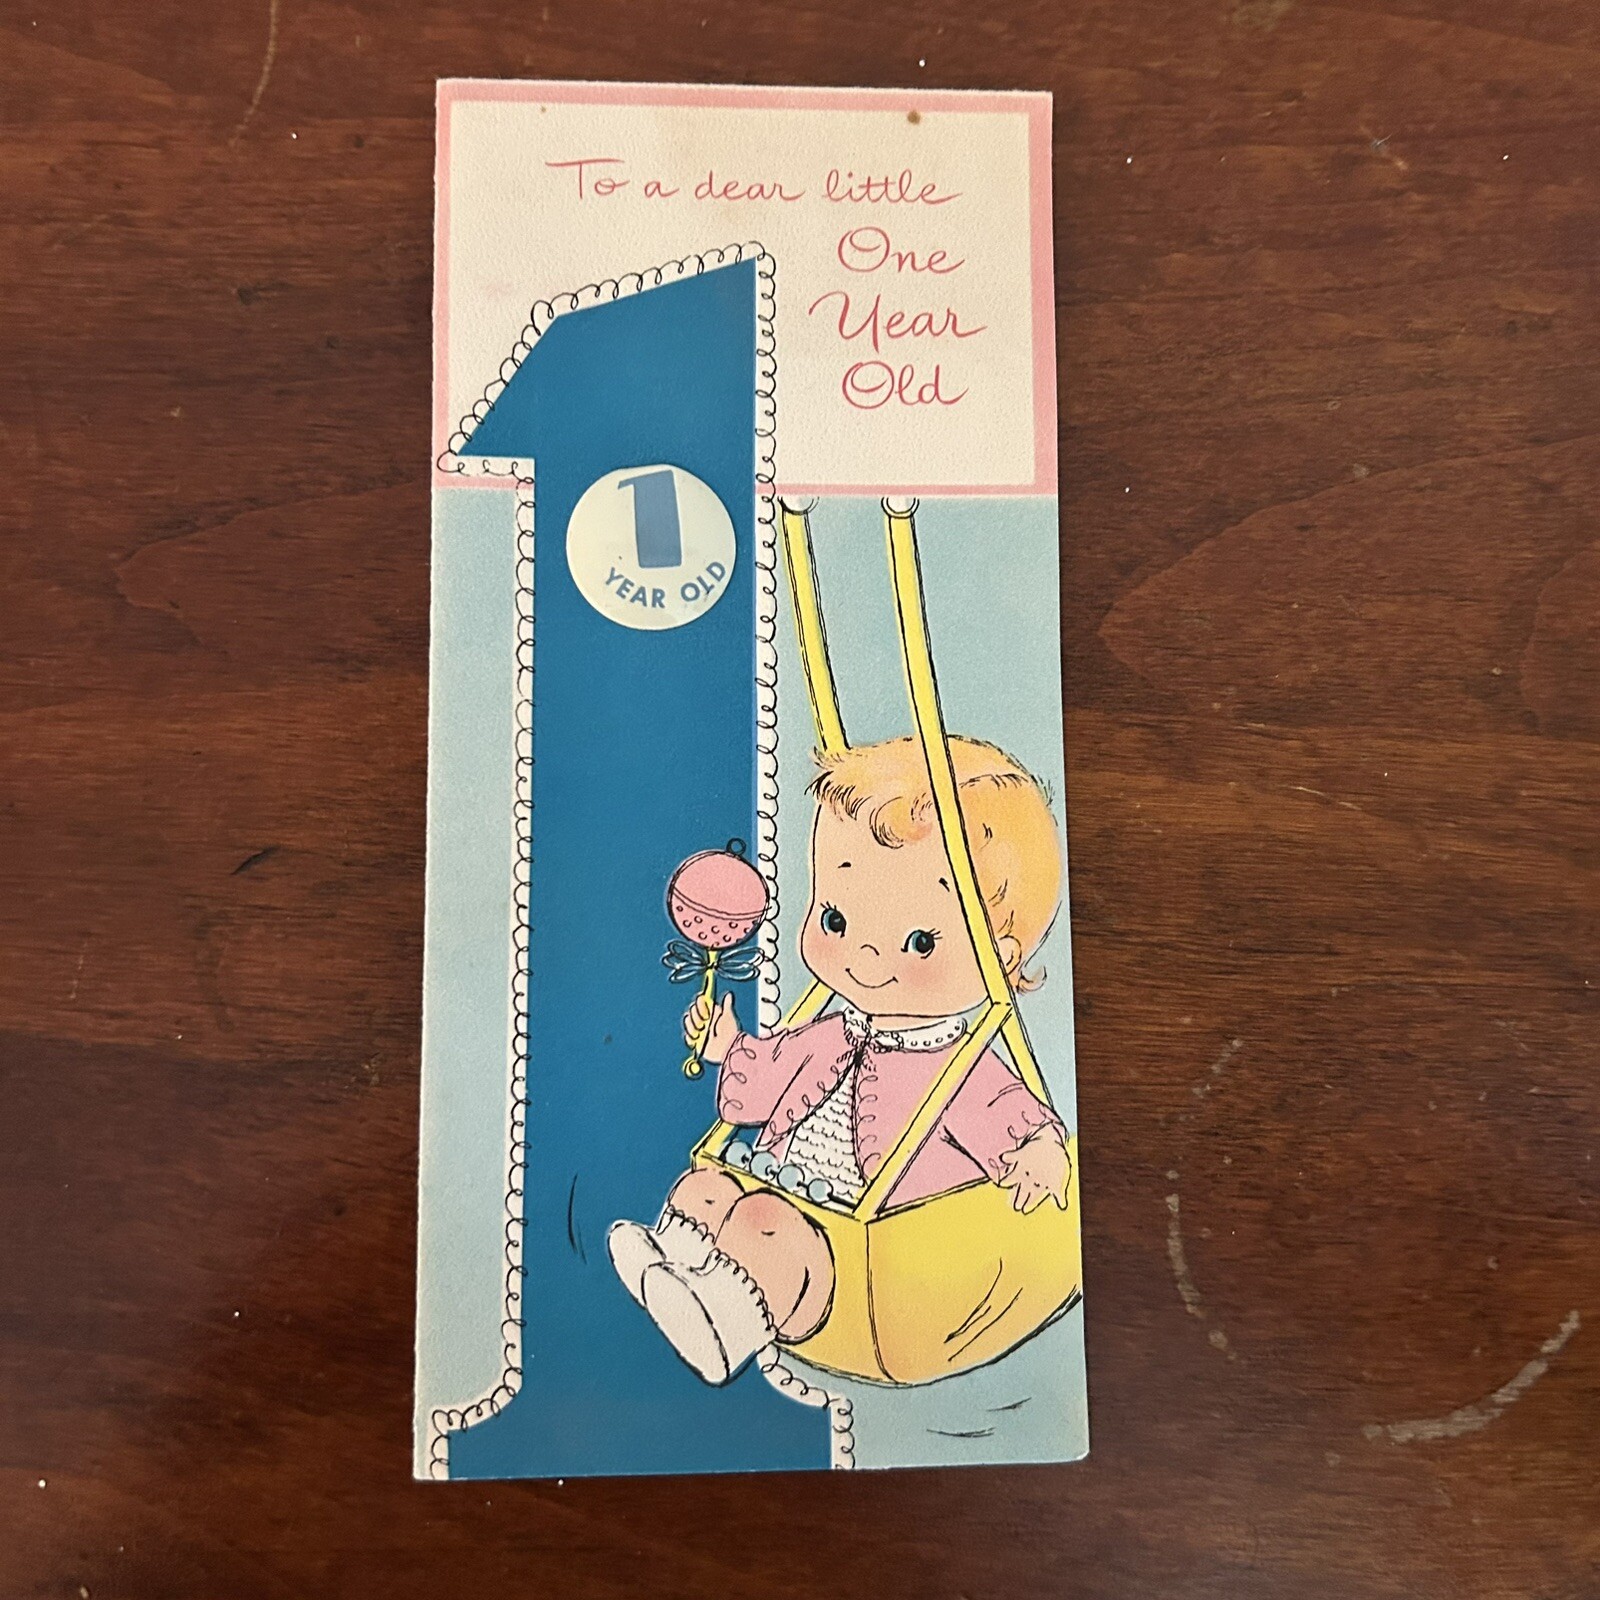 To a dear little
One
Year
Old
1
YEAR OLD